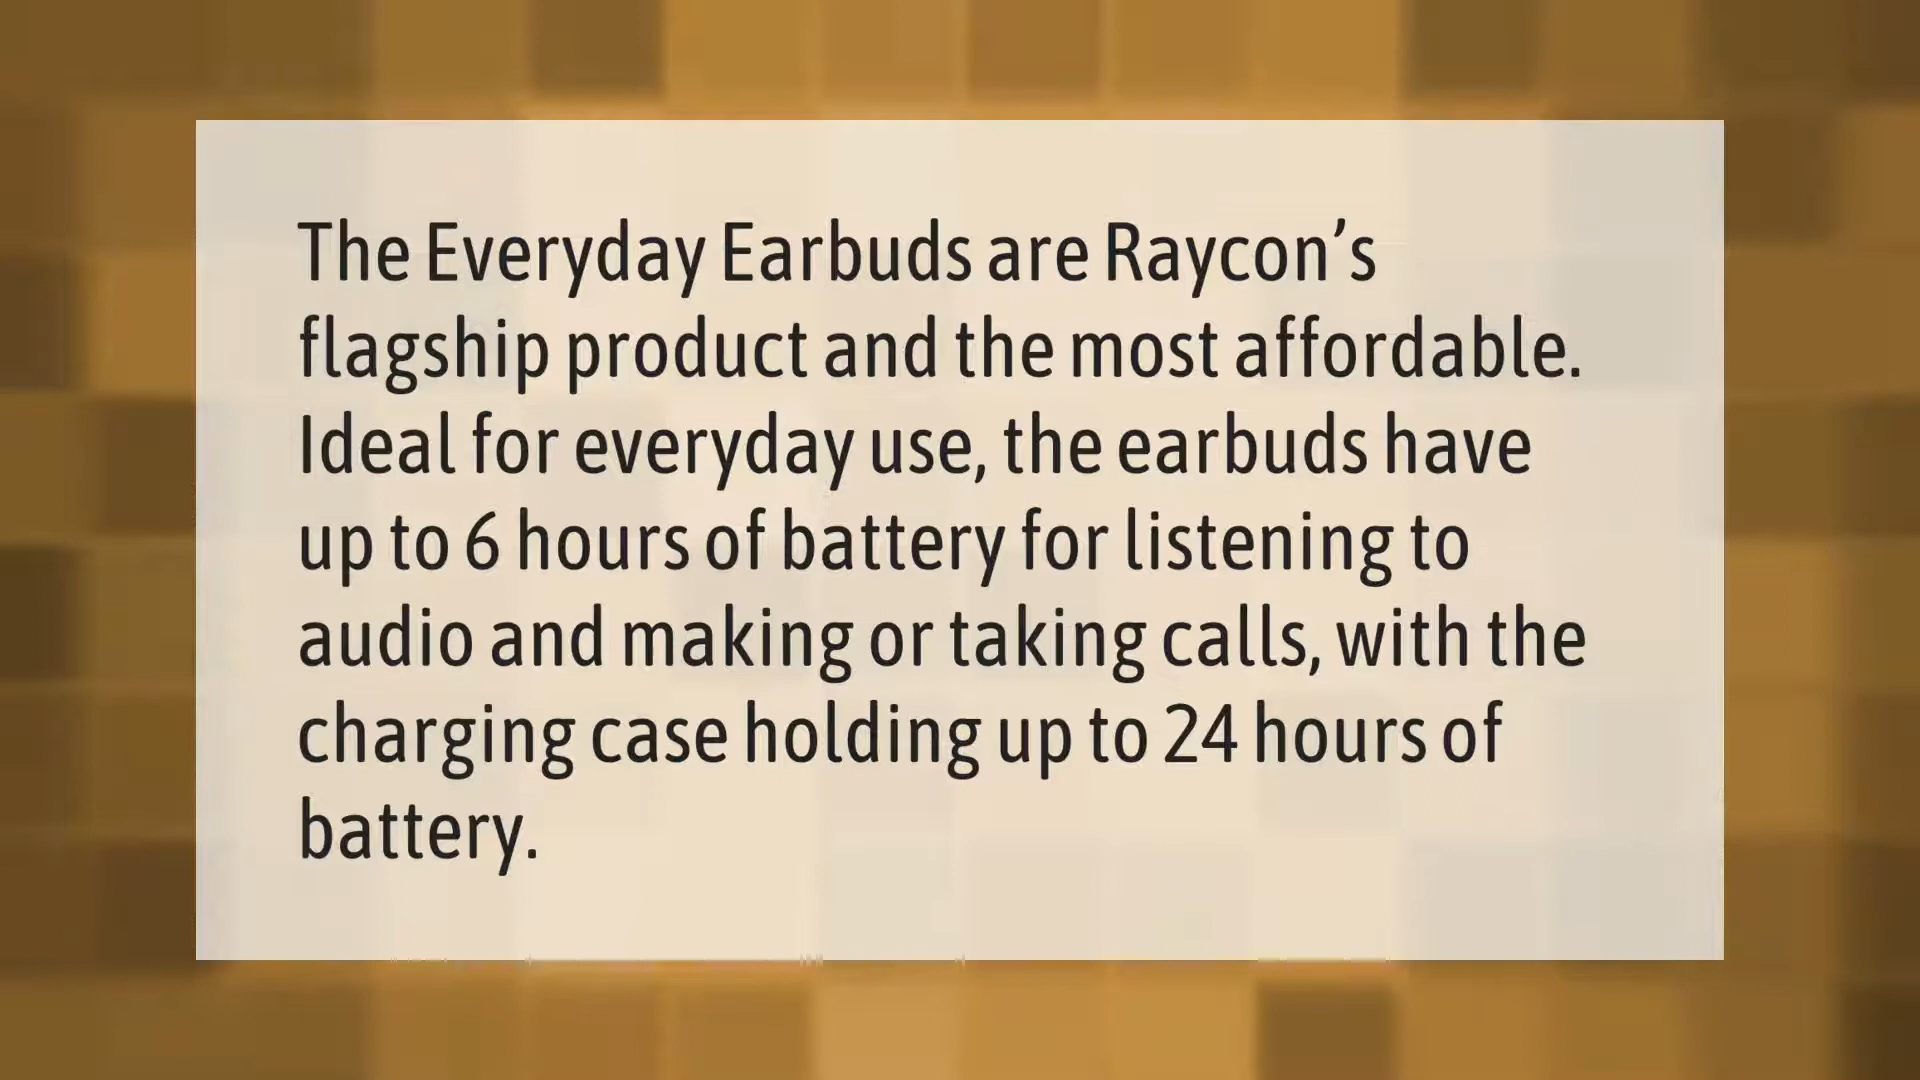 The Everyday Earbuds are Raycon’s
flagship product and the most affordable.
Ideal for everyday use, the earbuds have
up to 6 hours of battery for listening to
audio and making or taking calls, with the
charging case holding up to 24 hours of
battery.